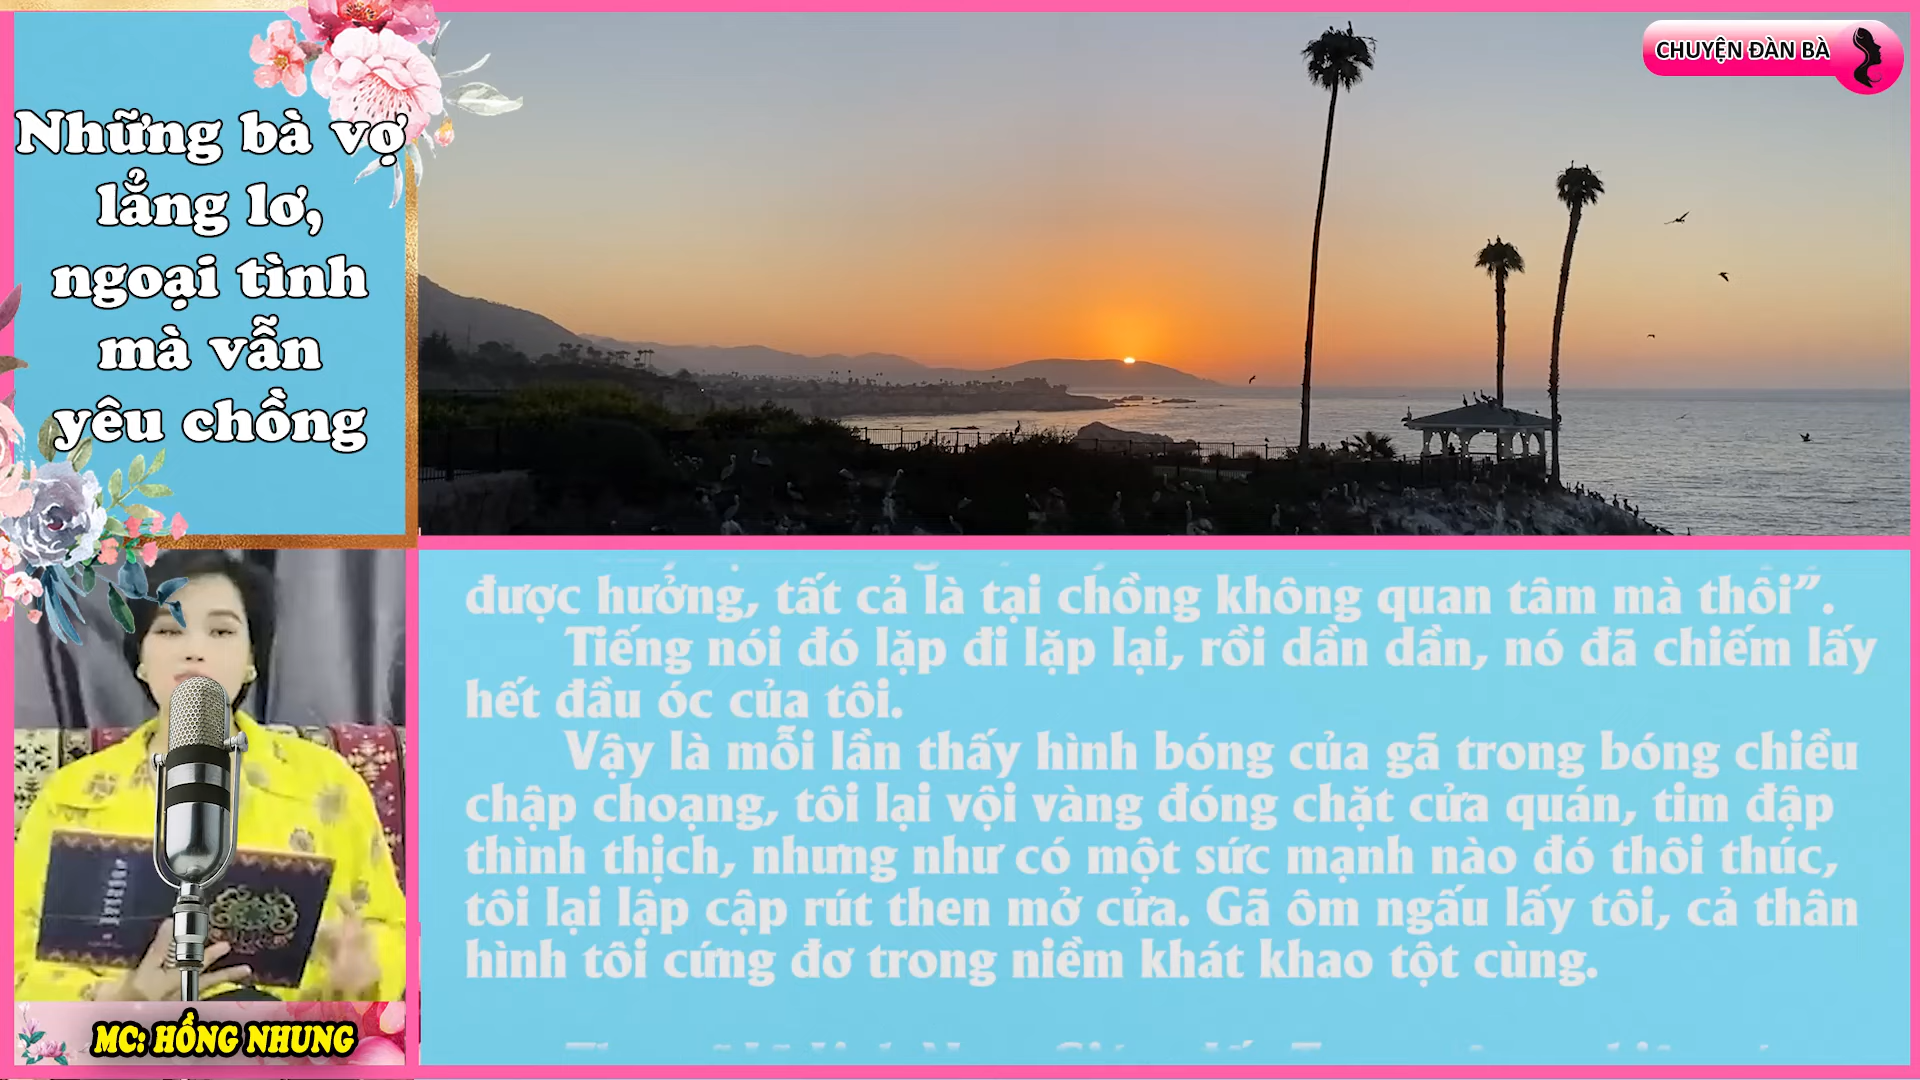 Những bà vợ
lẳng lơ,
ngoại tình
mà vẫn
yêu chồng
CHUYỆN ĐÀN BÀ
được hưởng, tất cả là tại chồng không quan tâm mà thôi”.
Tiếng nói đó lặp đi lặp lại, rồi dần dần, nó đã chiếm lấy
hết đầu óc của tôi.
Vậy là mỗi lần thấy hình bóng của gã trong bóng chiều
chập choạng, tôi lại vội vàng đóng chặt cửa quán, tim đập
thình thịch, nhưng như có một sức mạnh nào đó thôi thúc,
tôi lại lập cập rút then mở cửa. Gã ôm ngấu lấy tôi, cả thân
hình tôi cứng đơ trong niềm khát khao tột cùng.
MC: HỒNG NHUNG